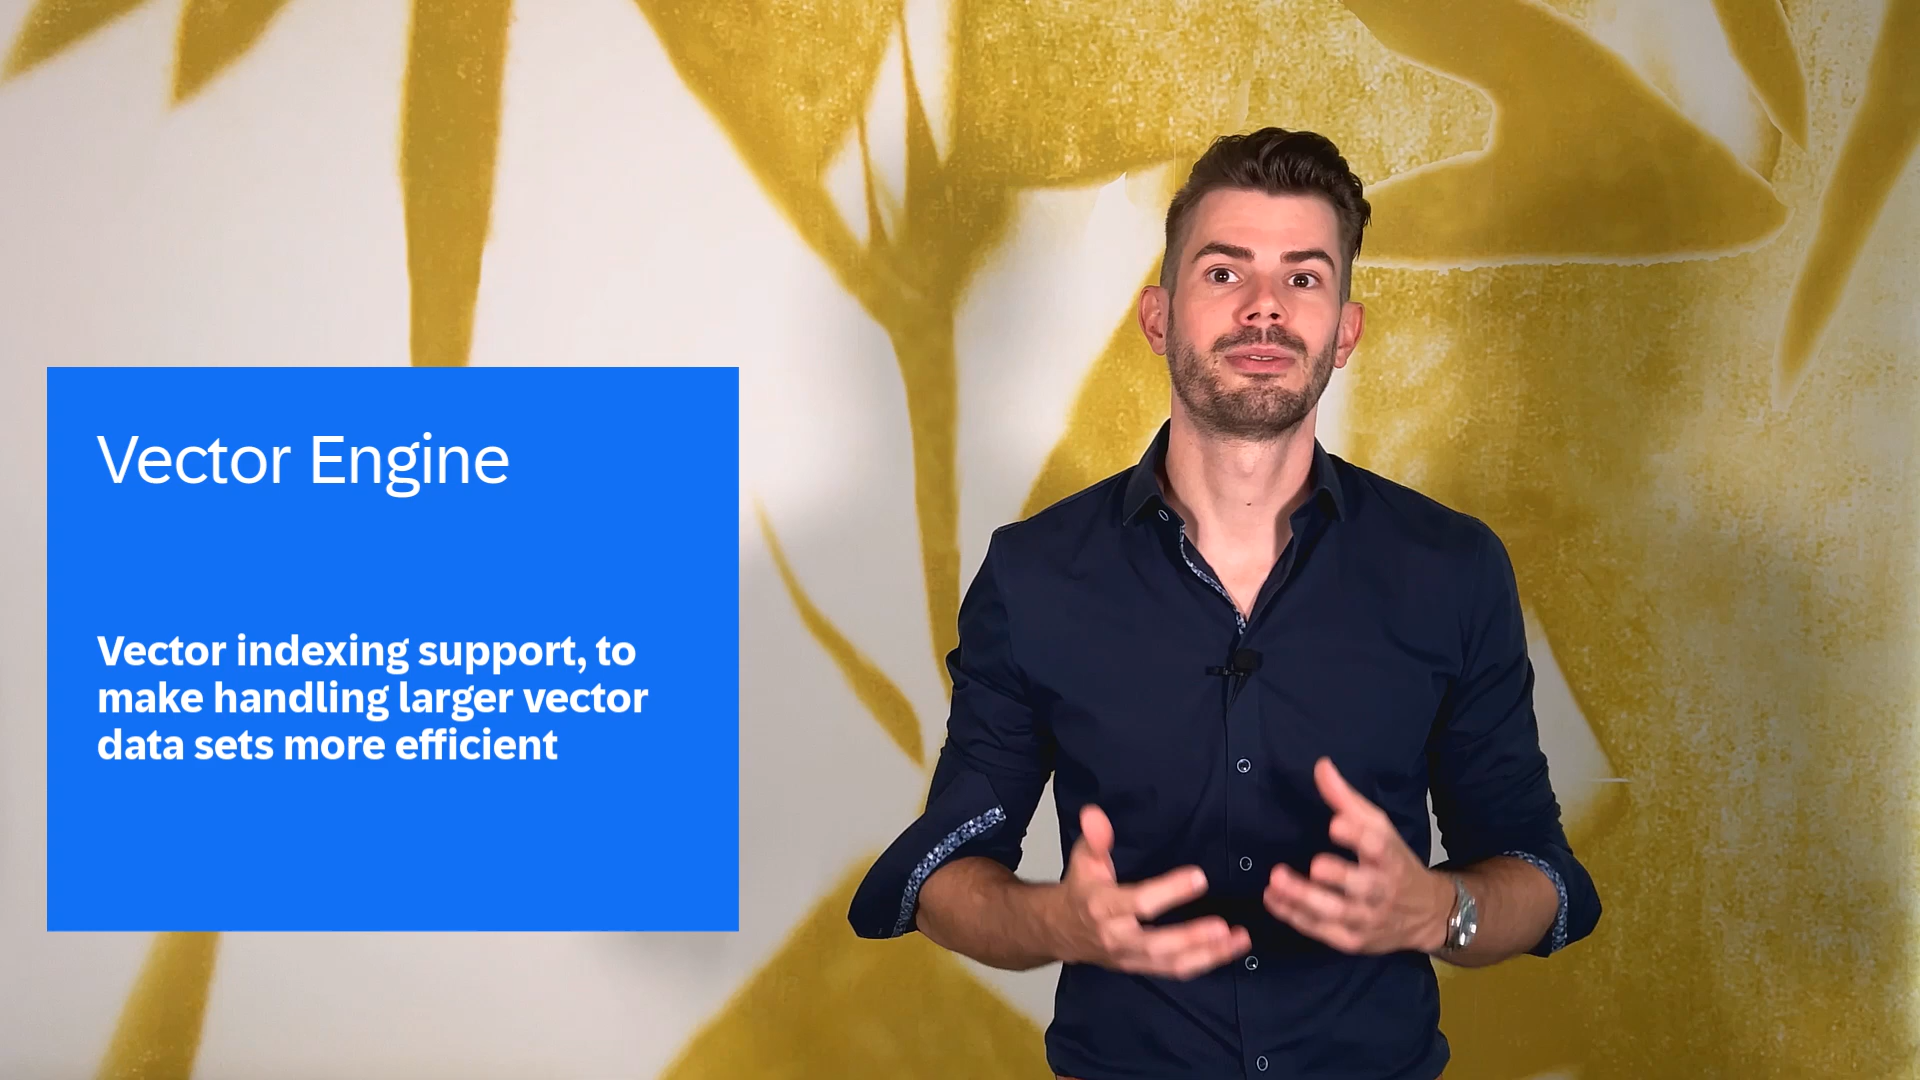 Vector Engine
Vector indexing support, to
make handling larger vector
data sets more efficient